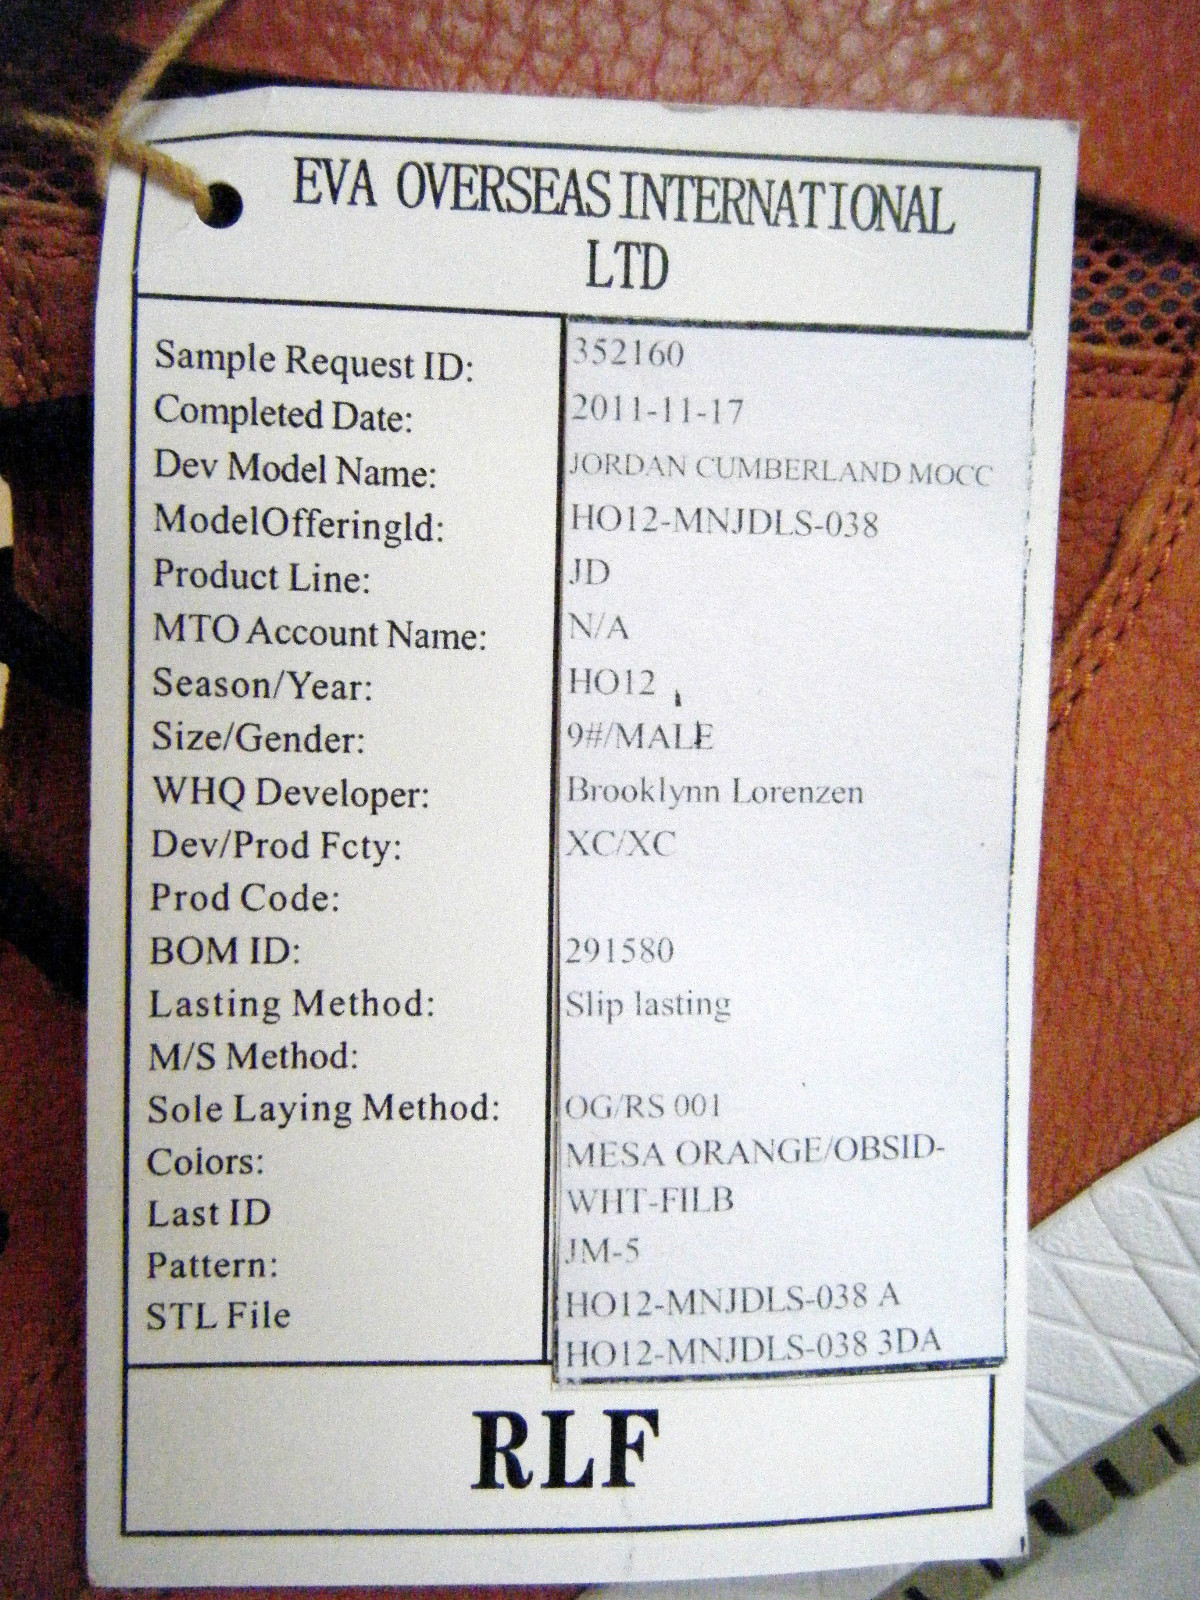 EVA OVERSEAS INTERNATIONAL
LTD
Sample Request ID: 352160
Completed Date: 2011-11-17
Dev Model Name: JORDAN CUMBERLAND MOCC
ModelOfferingId: HO12-MNJDLS-038
Product Line: JD
MTO Account Name: N/A
Season/Year: HO12
Size/Gender: 9#/MALE
WHQ Developer: Brooklynn Lorenzen
Dev/Prod Fcty: XC/XC
Prod Code:
BOM ID: 291580
Lasting Method: Slip lasting
M/S Method:
Sole Laying Method: OG/RS 001
Colors: MESA ORANGE/OBSID-
Last ID WHT-FILB
Pattern: JM-5
STL File HO12-MNJDLS-038 A
HO12-MNJDLS-038 3DA
RLF